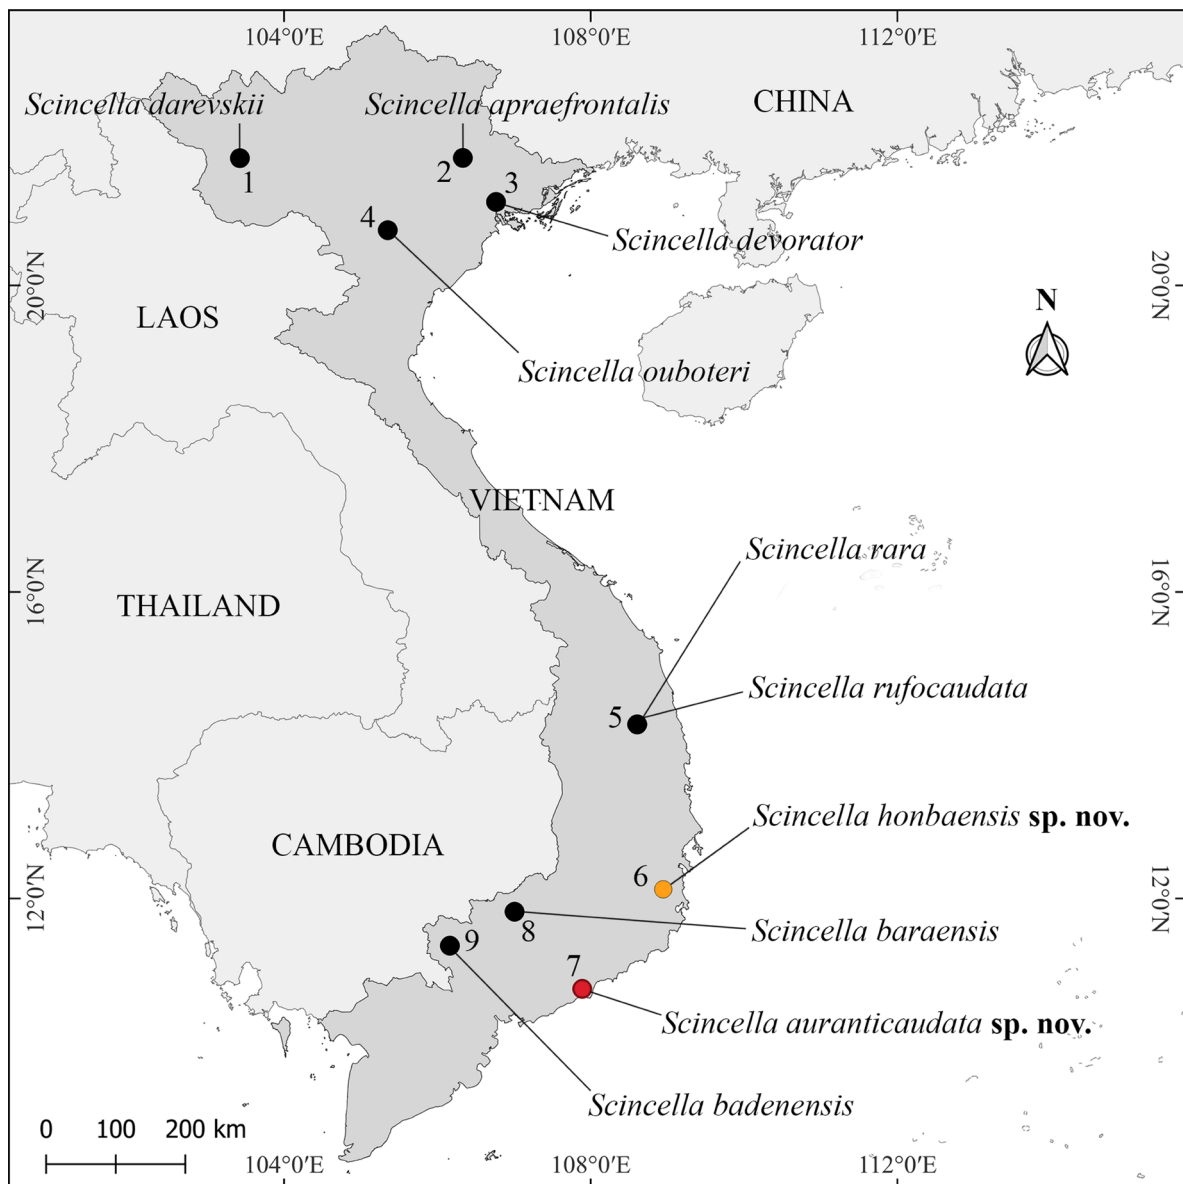 104°0'E 108°0'E 112°0'E
Scincella darevskii Scincella apraefrontalis CHINA
1 2 3
4
Scincella devorator
20°0'N 20°0'N
LAOS N
Scincella ouboteri
VIETNAM
Scincella rara
16°0'N 16°0'N
THAILAND
Scincella rufocaudata
5
Scincella honbaensis sp. nov.
CAMBODIA
6
12°0'N 12°0'N
8 Scincella baraensis
9
7
Scincella auranticaudata sp. nov.
Scincella badenensis
0 100 200 km
104°0'E 108°0'E 112°0'E